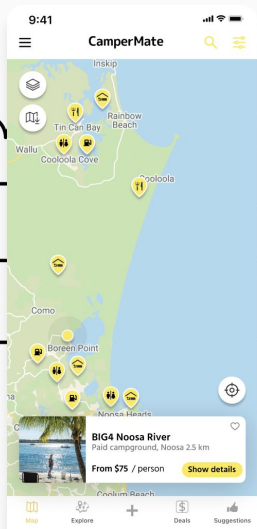 9:41
CamperMate
Inskip
Rainbow
Beach
Tin Can Bay
Wallu
Cooloola Cove
Cooloola
Como
Boreen Point
Noosa Heads
BIG4 Noosa River
Paid campground, Noosa 2.5 km
From $75 / person
Show details
Coolum Beach
Map
Explore
Deals
Suggestions